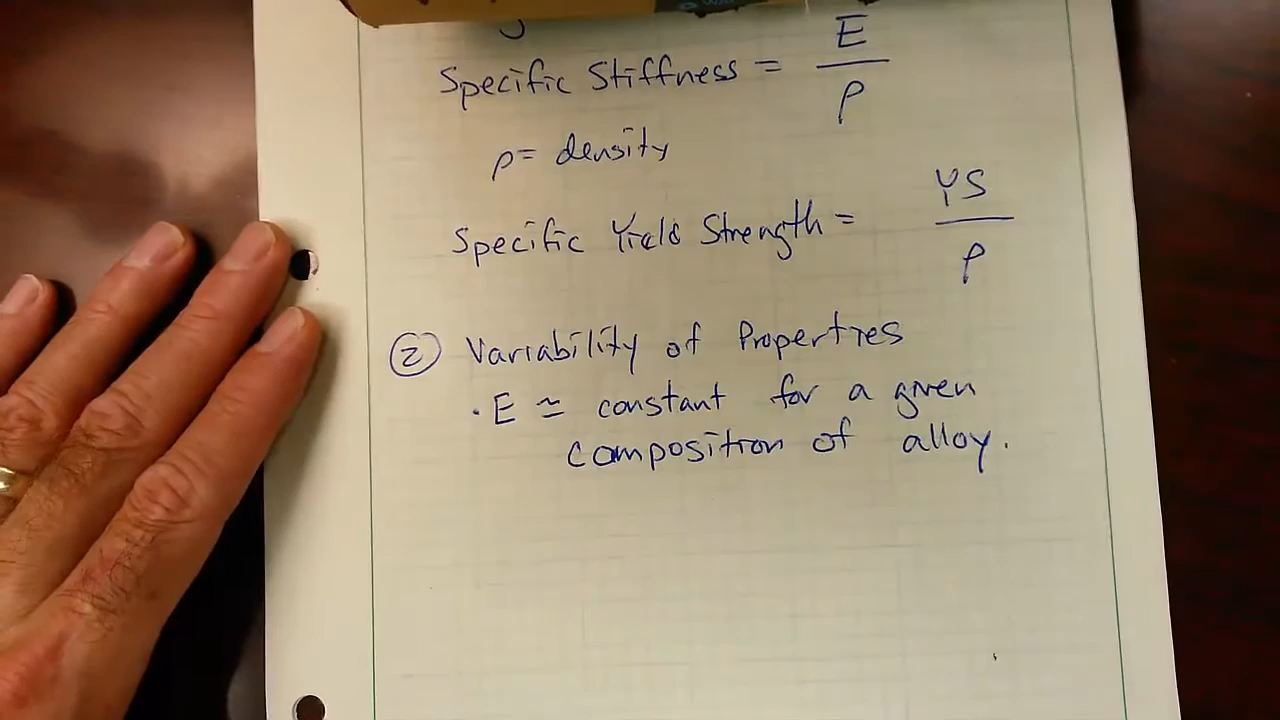 Specific Stiffness = E / ρ
ρ = density
Specific Yield Strength = YS / ρ
② Variability of Properties
• E ≃ constant for a given
composition of alloy.